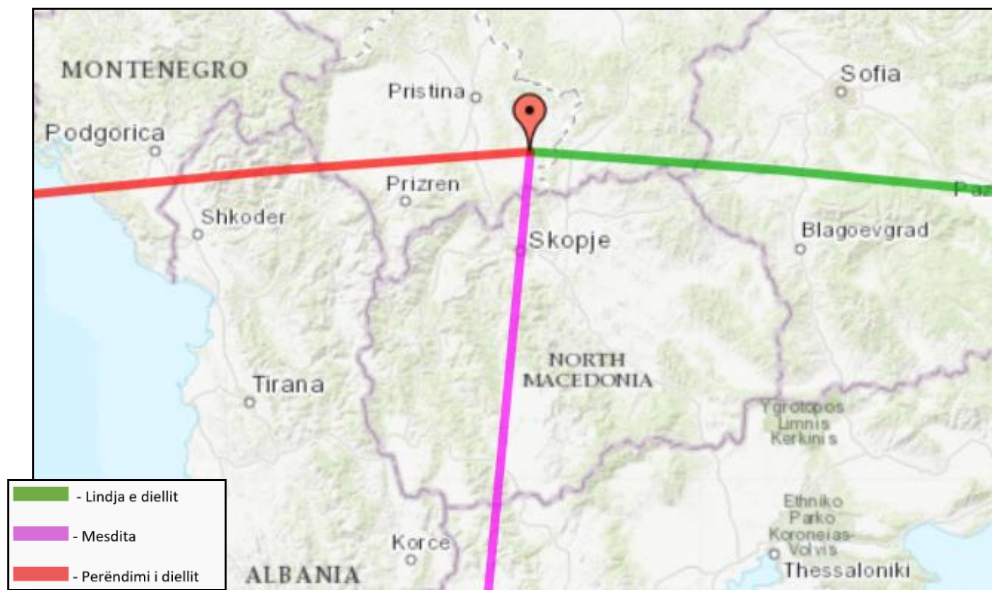 MONTENEGRO
Sofia
Pristina
Podgorica
Prizren
Paz
Shkoder
Skopje
Blagoevgrad
NORTH
MACEDONIA
Tirana
Ygrotopos
Limnis
Kerkinis
- Lindja e diellit
- Mesdita
- Perëndimi i diellit
Ethniko
Parko
Koroneias-
Volvis
Korce
Thessaloniki
ALBANIA